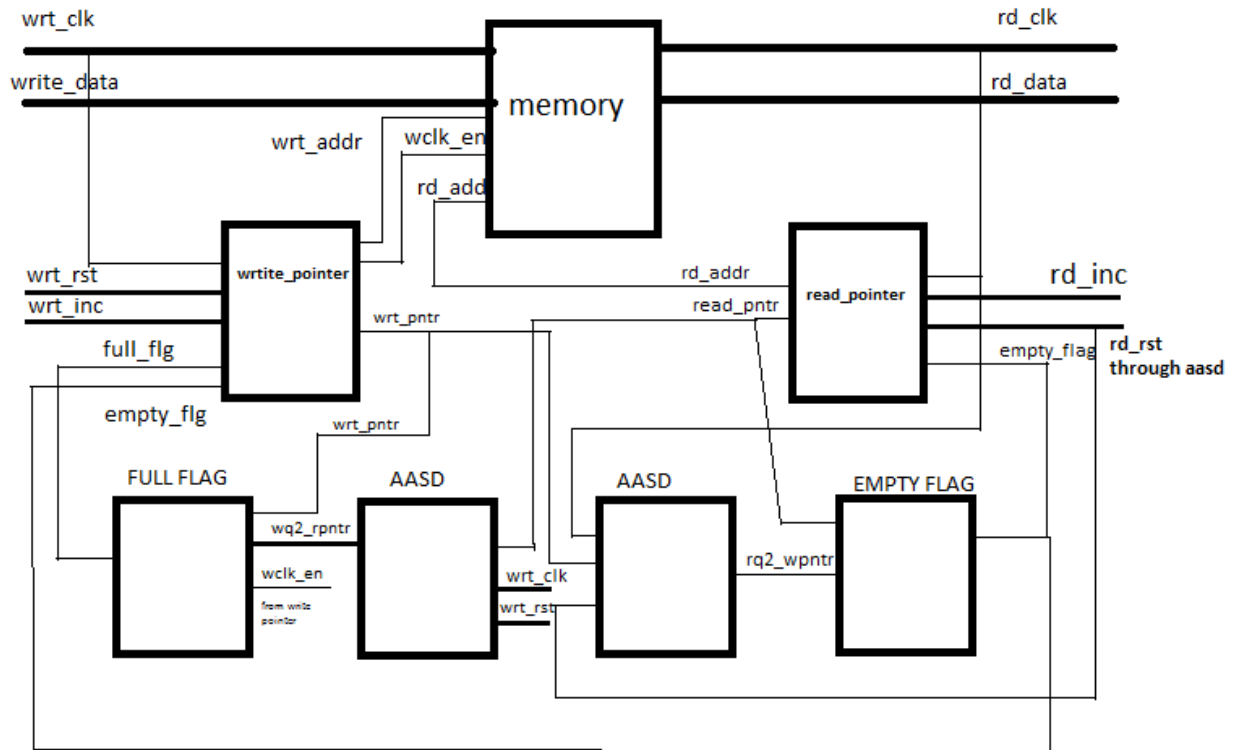 wrt_clk
rd_clk
write_data
rd_data
memory
wrt_addr
wclk_en
rd_add
wrtite_pointer
read_pointer
rd_addr
rd_inc
wrt_rst
wrt_inc
wrt_pntr
read_pntr
full_flg
empty_flag
rd_rst
through aasd
empty_flg
wrt_pntr
FULL FLAG
AASD
AASD
EMPTY FLAG
wq2_rpntr
rq2_wpntr
wclk_en
wrt_clk
from write
pointer
wrt_rst